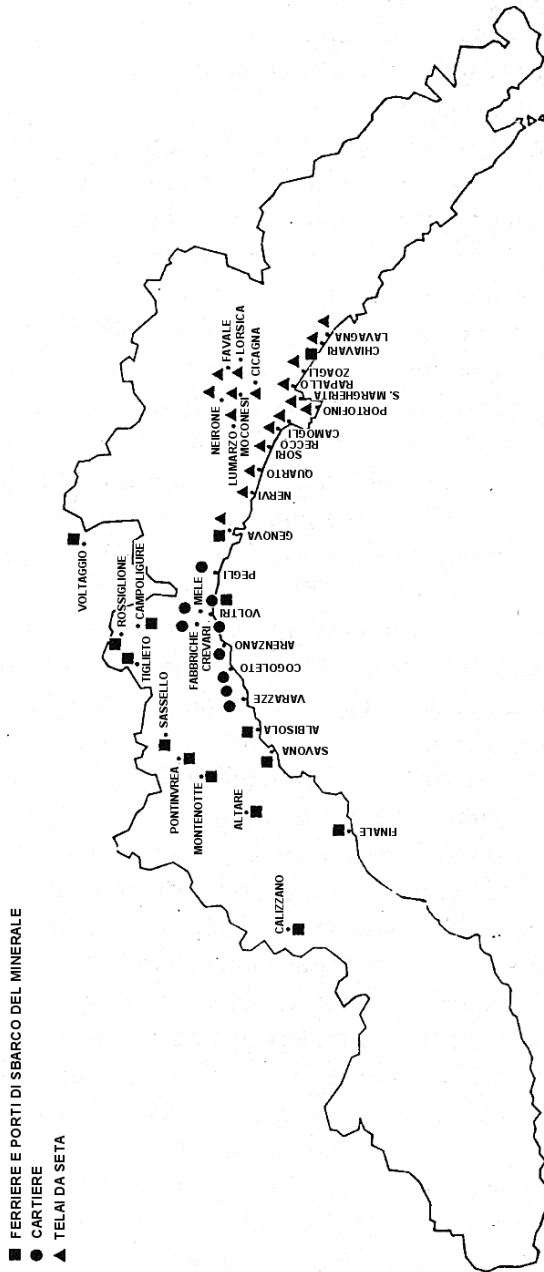 FERRIERE E PORTI DI SBARCO DEL MINERALE
CARTIERE
TELAI DA SETA
VOLTAGGIO
ROSSIGLIONE
CAMPOLIGURE
TIGLIETO
SASSELLO
PONTINVREA
MONTENOTTE
ALTARE
CALIZZANO
FINALE
SAVONA
ALBISOLA
VARAZZE
COGOLETO
ARENZANO
FABBRICHE
CREVARI
MELE
VOLTRI
PEGLI
GENOVA
NERVI
QUARTO
SORI
RECCO
CAMOGLI
PORTOFINO
S. MARGHERITA
RAPALLO
ZOAGLI
CHIAVARI
LAVAGNA
NEIRONE
LUMARZO
MOCONESI
FAVALE
LORSICA
CICAGNA